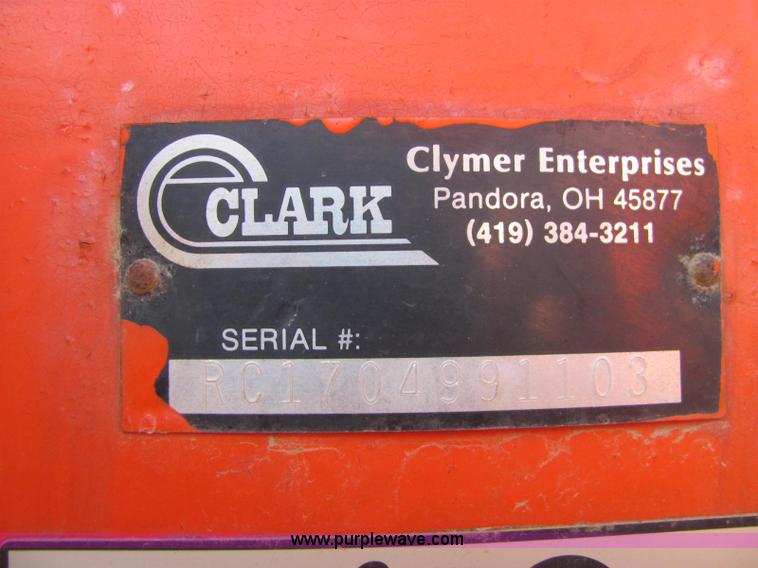 CLARK
Clymer Enterprises
Pandora, OH 45877
(419) 384-3211
SERIAL #:
RC1704991103
www.purplewave.com